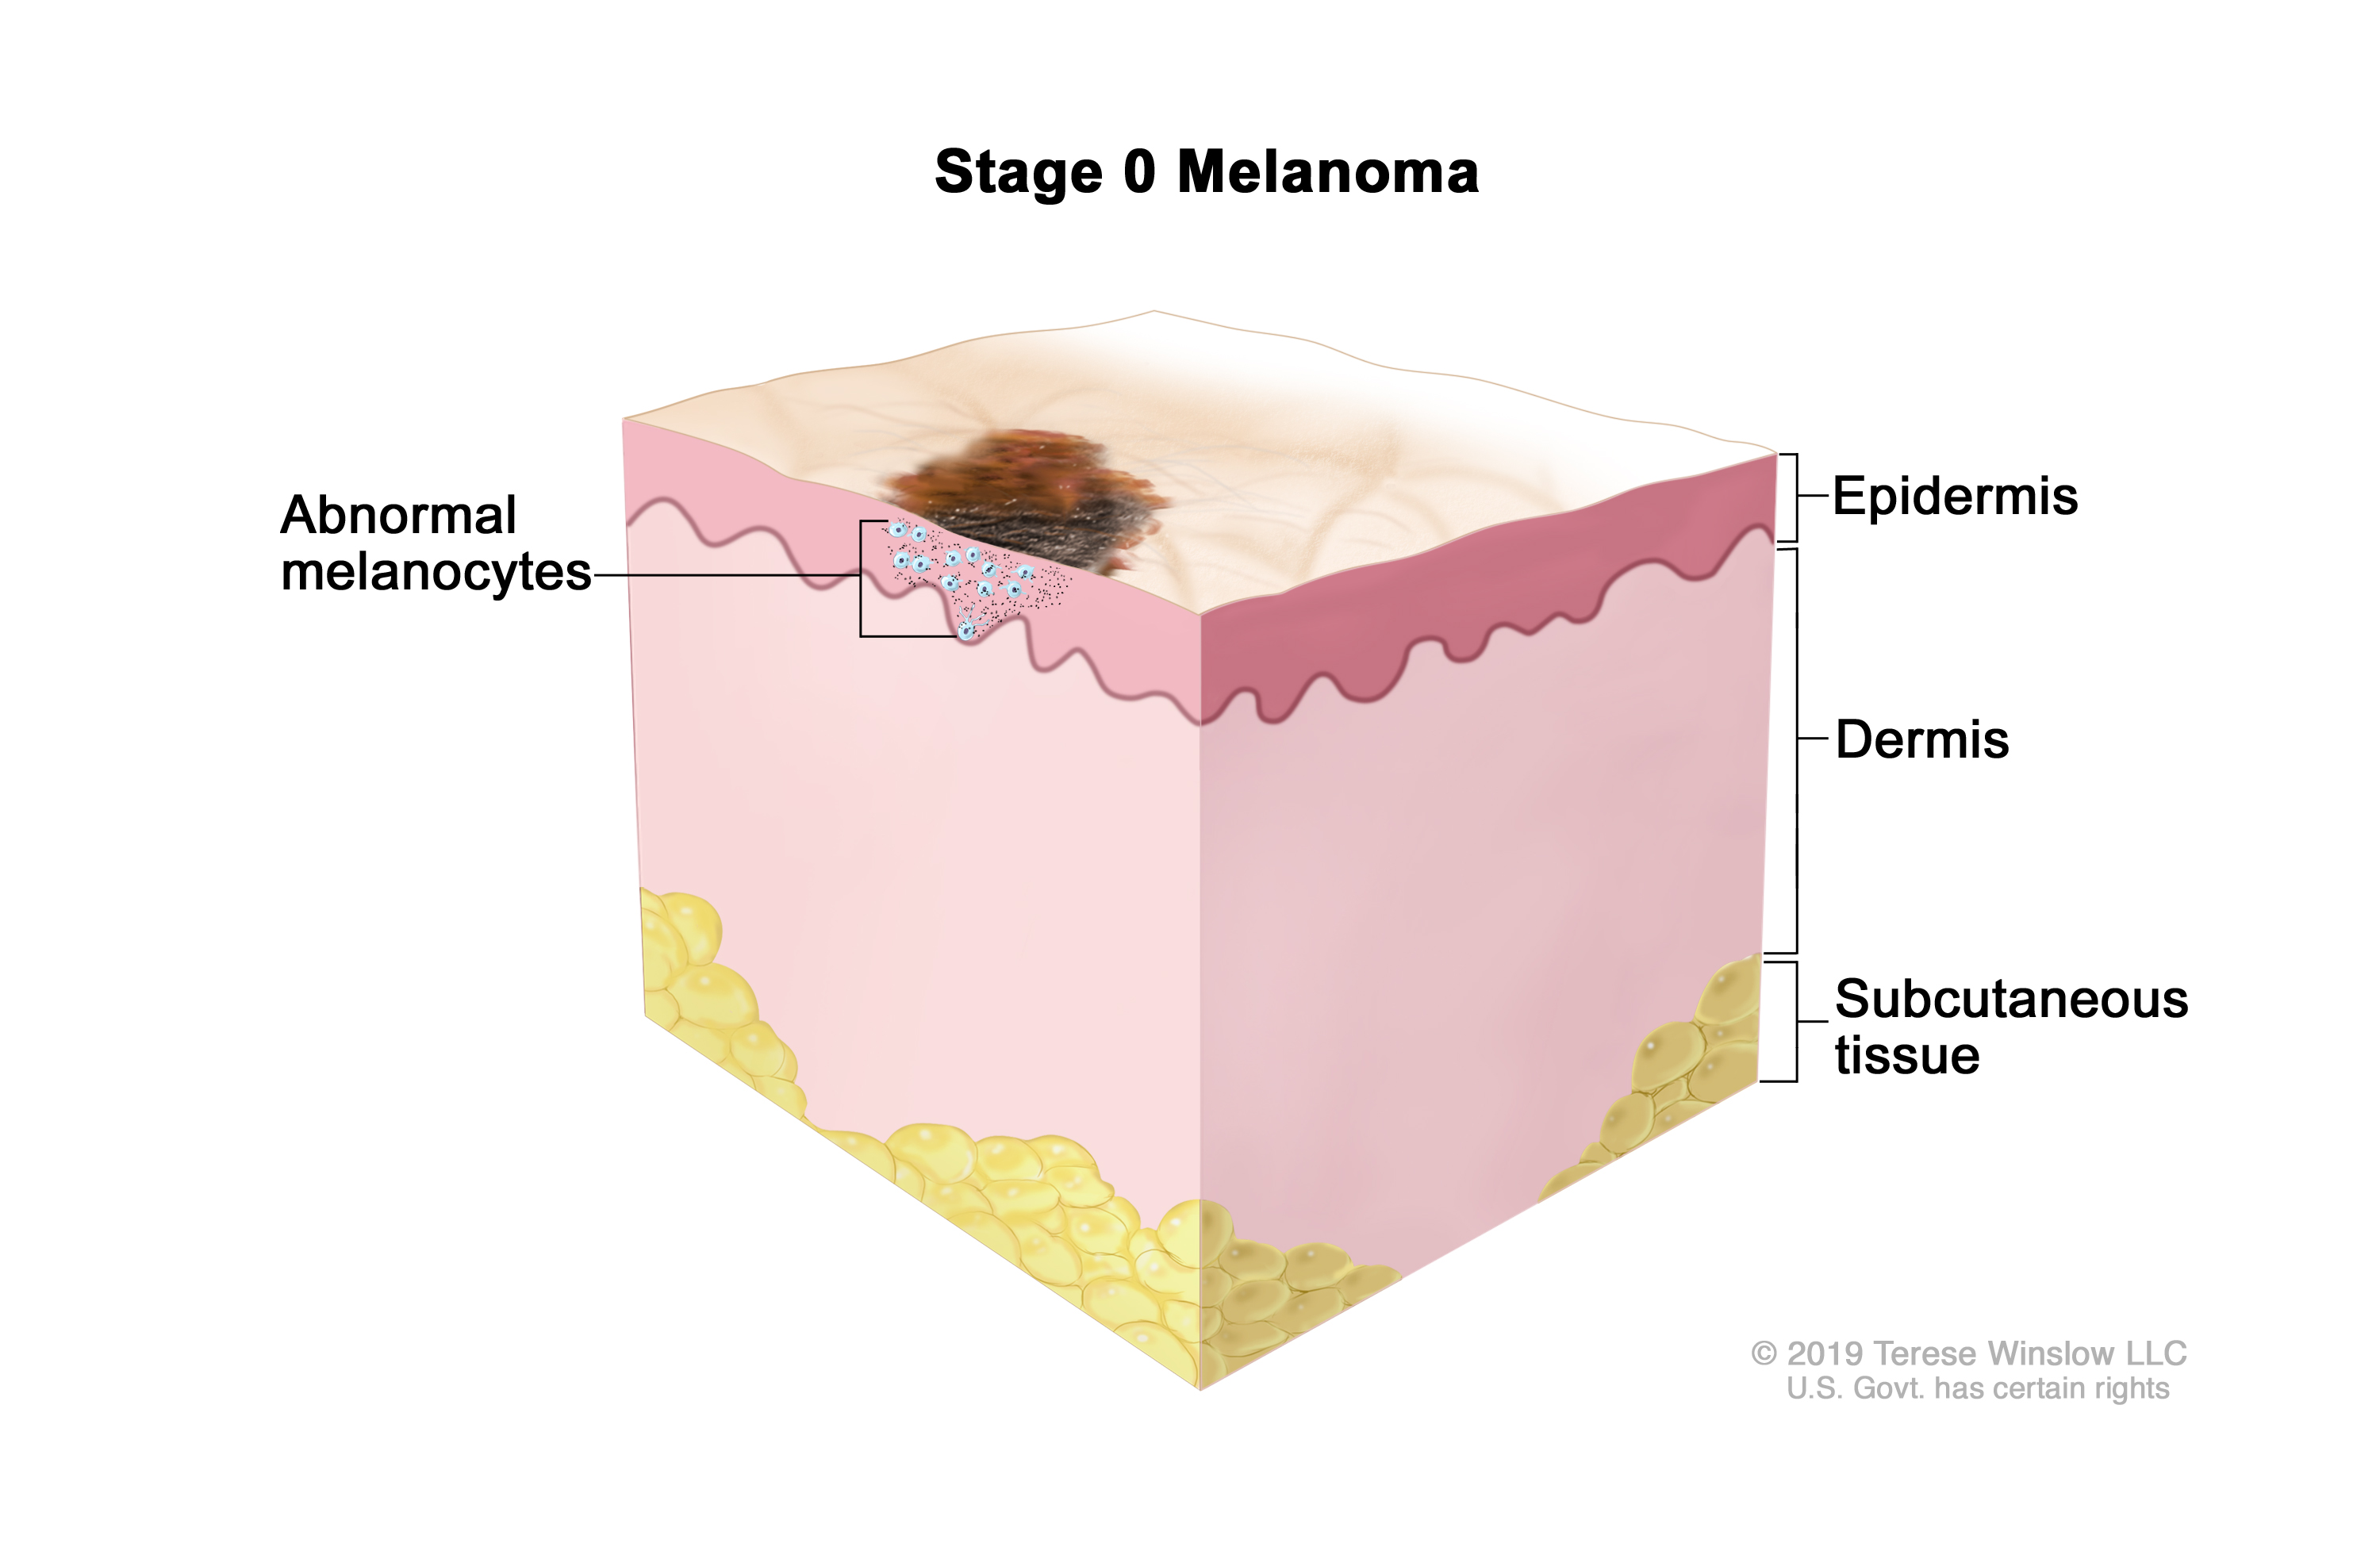 Stage 0 Melanoma
Abnormal
melanocytes
Epidermis
Dermis
Subcutaneous
tissue
© 2019 Terese Winslow LLC
U.S. Govt. has certain rights